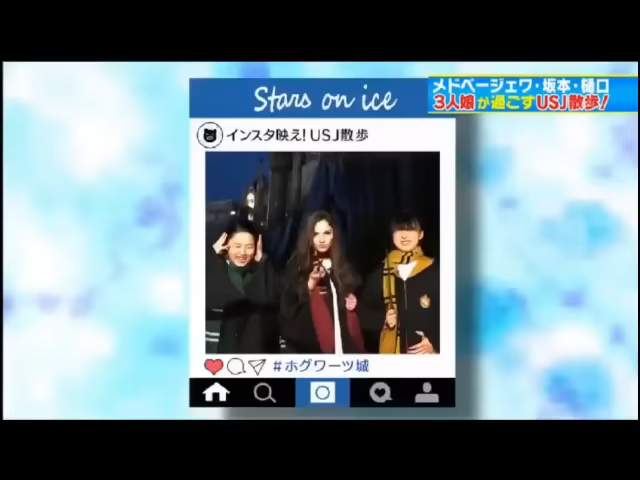 Stars on ice
メドベージェワ・坂本・樋口
3人娘が過ごすUSJ散歩!
インスタ映え!USJ散歩
#ホグワーツ城